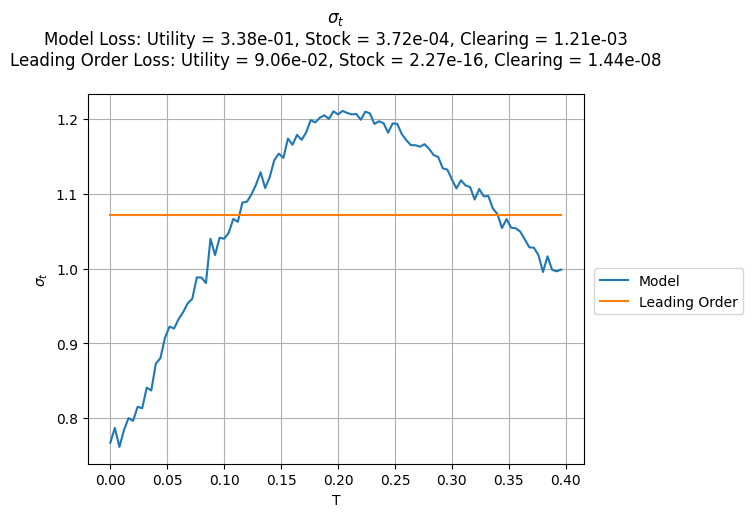 σt
Model Loss: Utility = 3.38e-01, Stock = 3.72e-04, Clearing = 1.21e-03
Leading Order Loss: Utility = 9.06e-02, Stock = 2.27e-16, Clearing = 1.44e-08
1.2
1.1
1.0
0.9
0.8
σt
0.00 0.05 0.10 0.15 0.20 0.25 0.30 0.35 0.40
T
Model
Leading Order